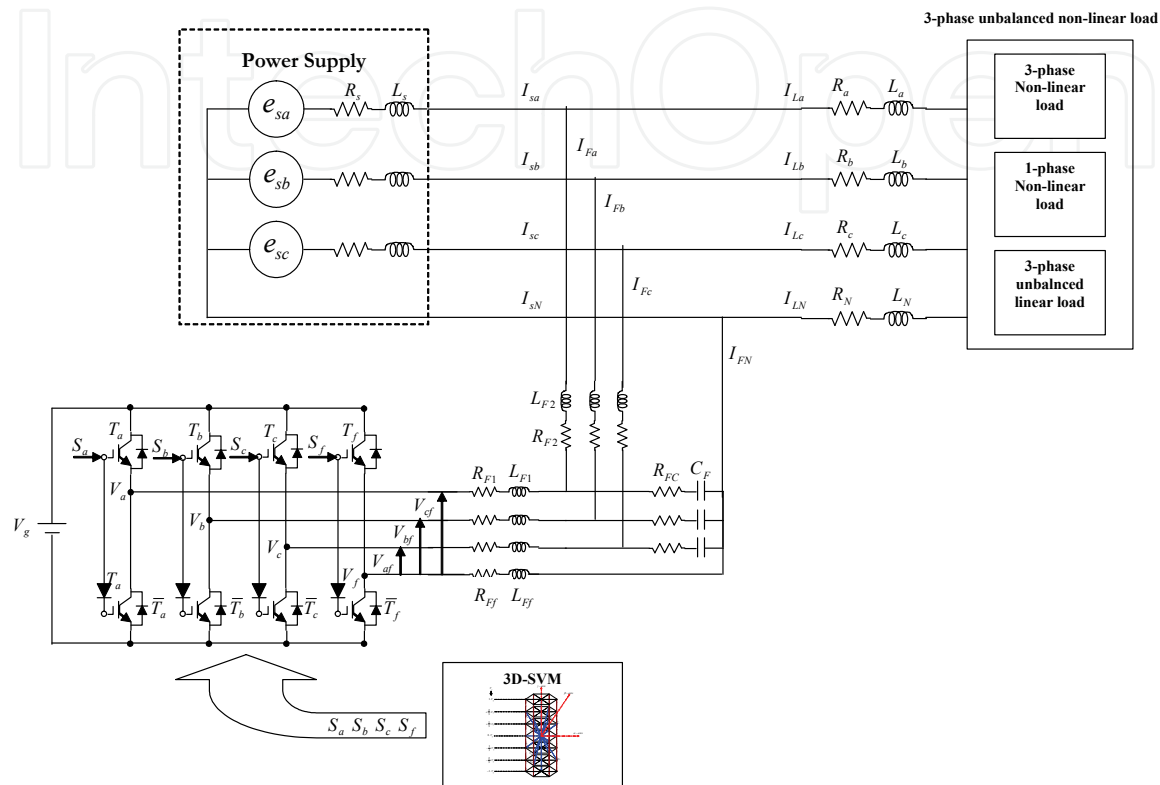 IntechOpen
3-phase unbalanced non-linear load
Power Supply
R_s L_s
e_sa
I_sa
I_La
R_a L_a
3-phase
Non-linear
load
I_Fa
e_sb
I_sb
I_Lb
R_b L_b
1-phase
Non-linear
load
I_Fb
e_sc
I_sc
I_Lc
R_c L_c
3-phase
unbalnced
linear load
I_Fc
I_sN
I_LN
R_N L_N
I_FN
L_F2
R_F2
T_a T_b T_c T_f
S_a S_b S_c S_f
R_F1 L_F1
R_FC C_F
V_a
V_cf
V_g
V_b
V_bf
V_c
V_af
V_f
T_a
T̅_a T̅_b T̅_c T̅_f
R_Ff L_Ff
3D-SVM
S_a S_b S_c S_f